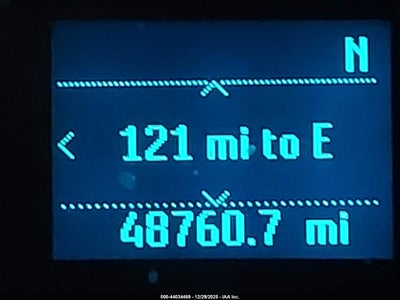 N
121 mi to E
48760.7 mi
000-44034469 - 12/29/2025 - IAA Inc.